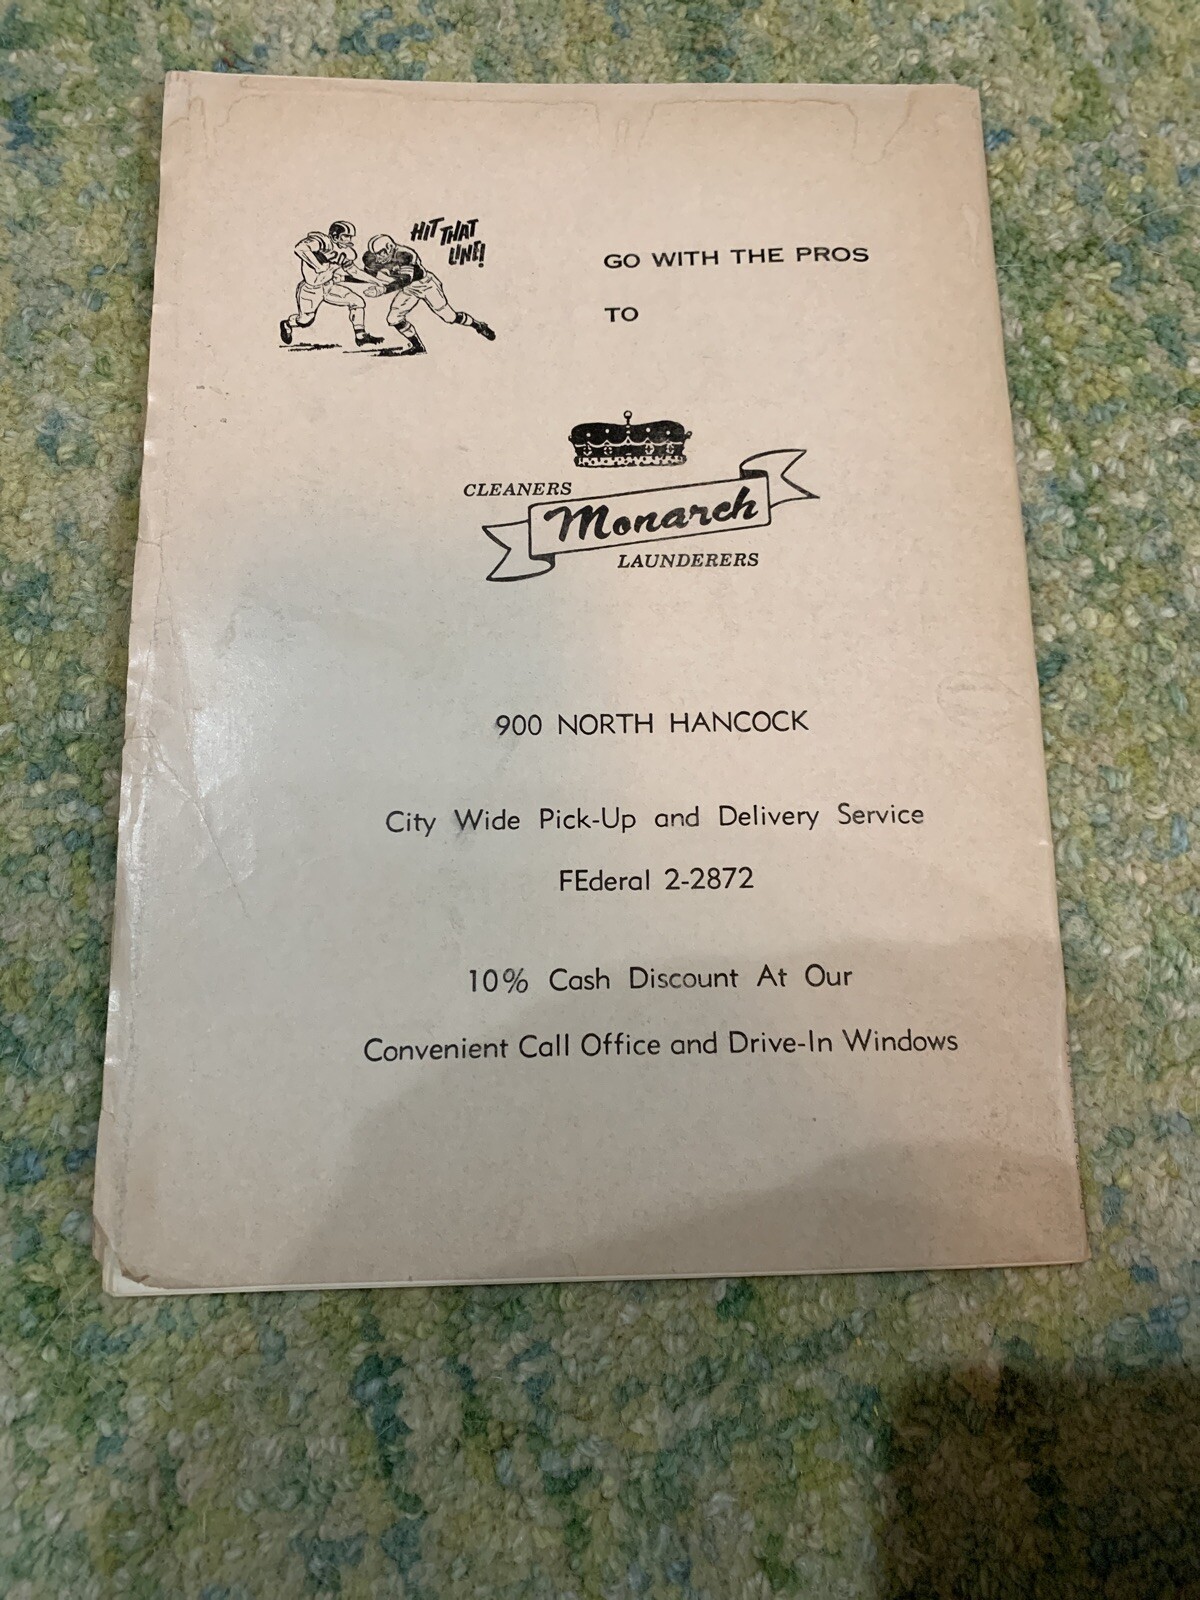 HIT THAT
LINE!
GO WITH THE PROS
TO
CLEANERS
Monarch
LAUNDERERS
900 NORTH HANCOCK
City Wide Pick-Up and Delivery Service
FEderal 2-2872
10% Cash Discount At Our
Convenient Call Office and Drive-In Windows